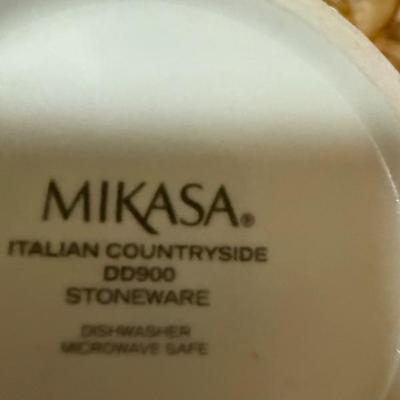 MIKASA®
ITALIAN COUNTRYSIDE
DD900
STONEWARE
DISHWASHER
MICROWAVE SAFE